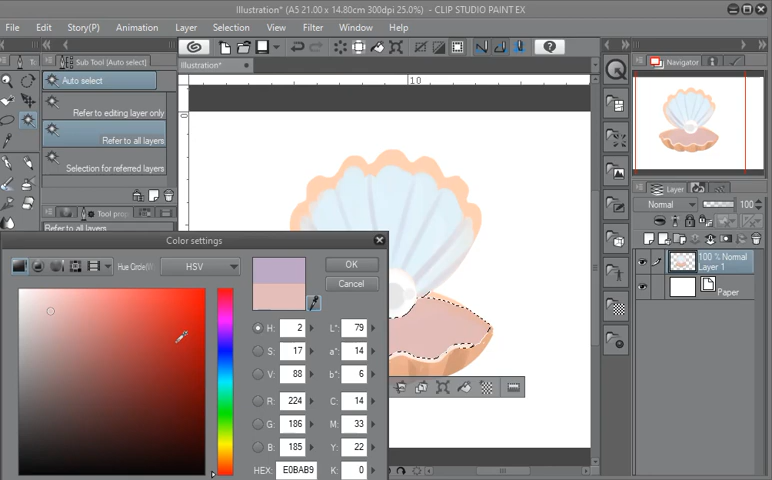 Illustration* (A5 21.00 x 14.80cm 300dpi 25.0%) - CLIP STUDIO PAINT EX
File Edit Story(P) Animation Layer Selection View Filter Window Help
Sub Tool [Auto select]
Auto select
Refer to editing layer only
Refer to all layers
Selection for referred layers
Tool prop
Refer to all layers
Illustration*
10
0
Navigator
Layer
Normal 100
100 % Normal
Layer 1
Paper
Color settings
Hue Circle
HSV
OK
Cancel
H: 2 L*: 79
S: 17 a*: 14
V: 88 b*: 6
R: 224 C: 14
G: 186 M: 33
B: 185 Y: 22
HEX: E0BAB9 K: 0